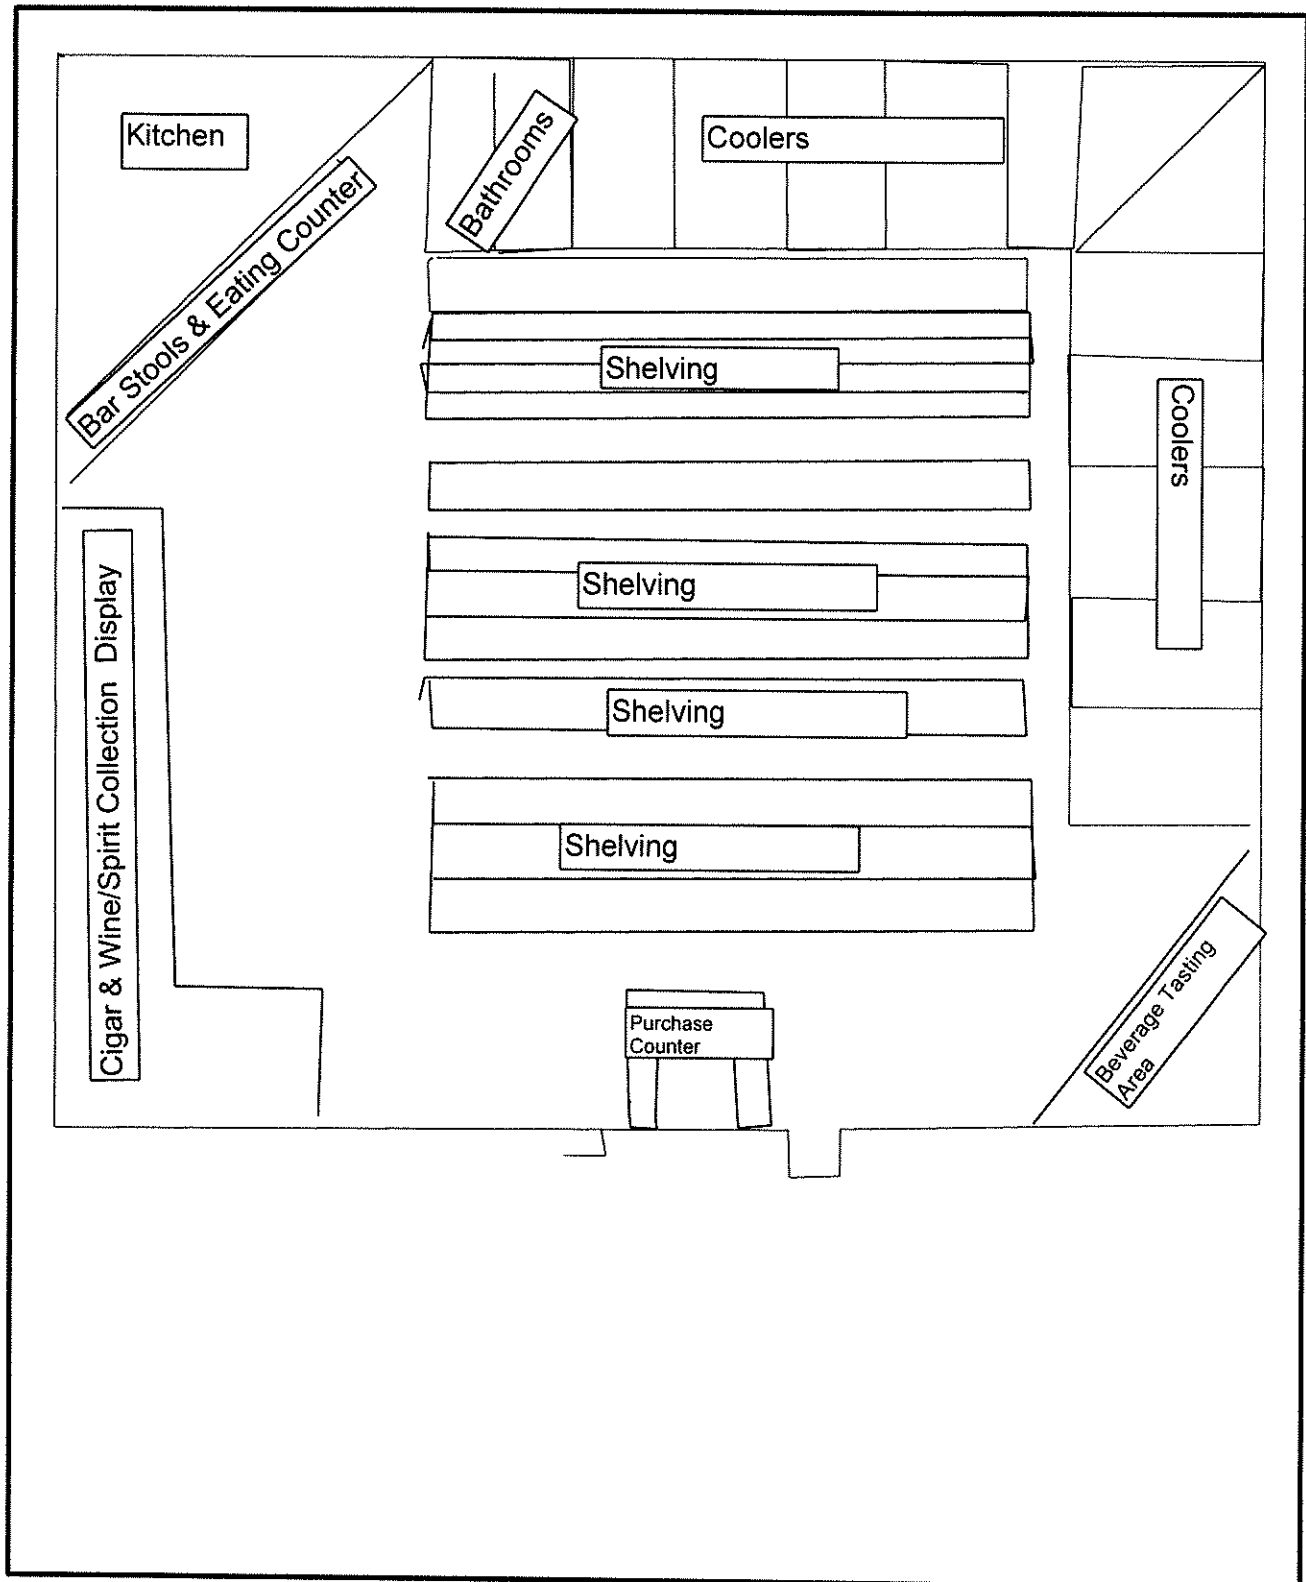 Kitchen
Bathrooms
Coolers
Bar Stools & Eating Counter
Shelving
Coolers
Shelving
Cigar & Wine/Spirit Collection Display
Shelving
Shelving
Purchase
Counter
Beverage Tasting
Area